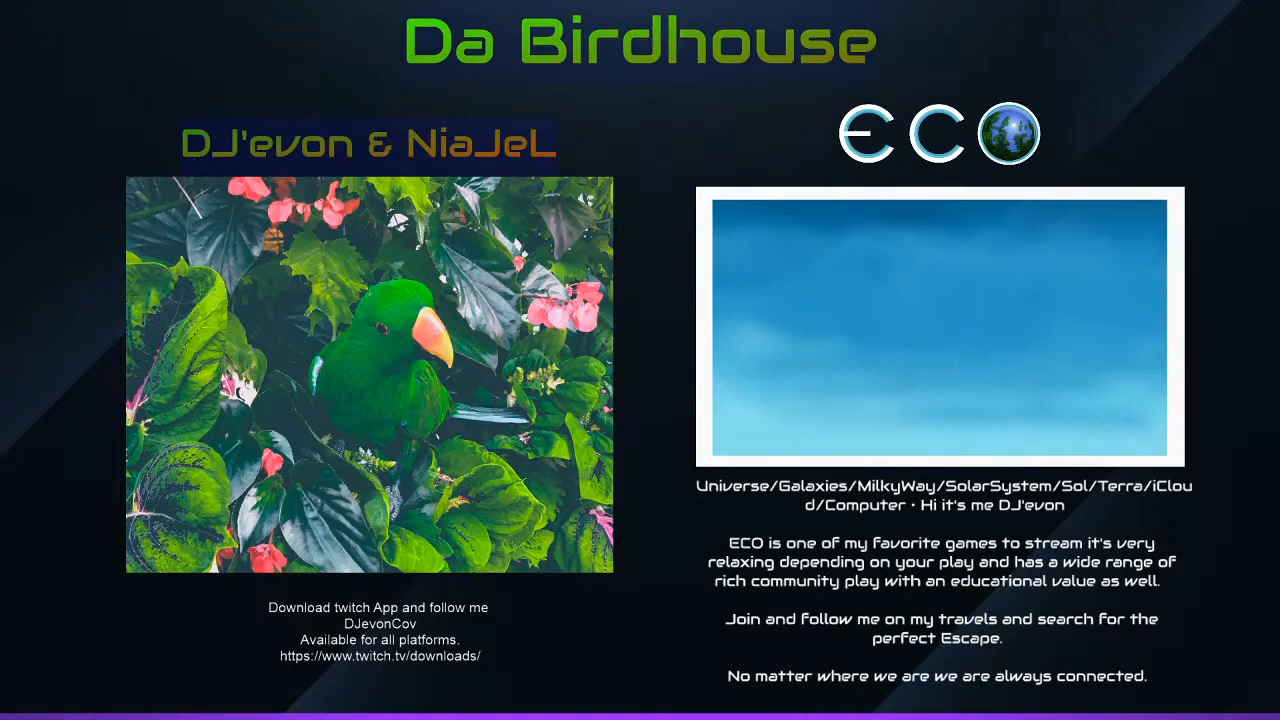 Da Birdhouse
DJ'evon & NiaJeL
ECO
Universe/Galaxies/MilkyWay/SolarSystem/Sol/Terra/iClou
d/Computer • Hi it's me DJ'evon
ECO is one of my favorite games to stream it's very
relaxing depending on your play and has a wide range of
rich community play with an educational value as well.
Join and follow me on my travels and search for the
perfect Escape.
No matter where we are we are always connected.
Download twitch App and follow me
DJevonCov
Available for all platforms.
https://www.twitch.tv/downloads/